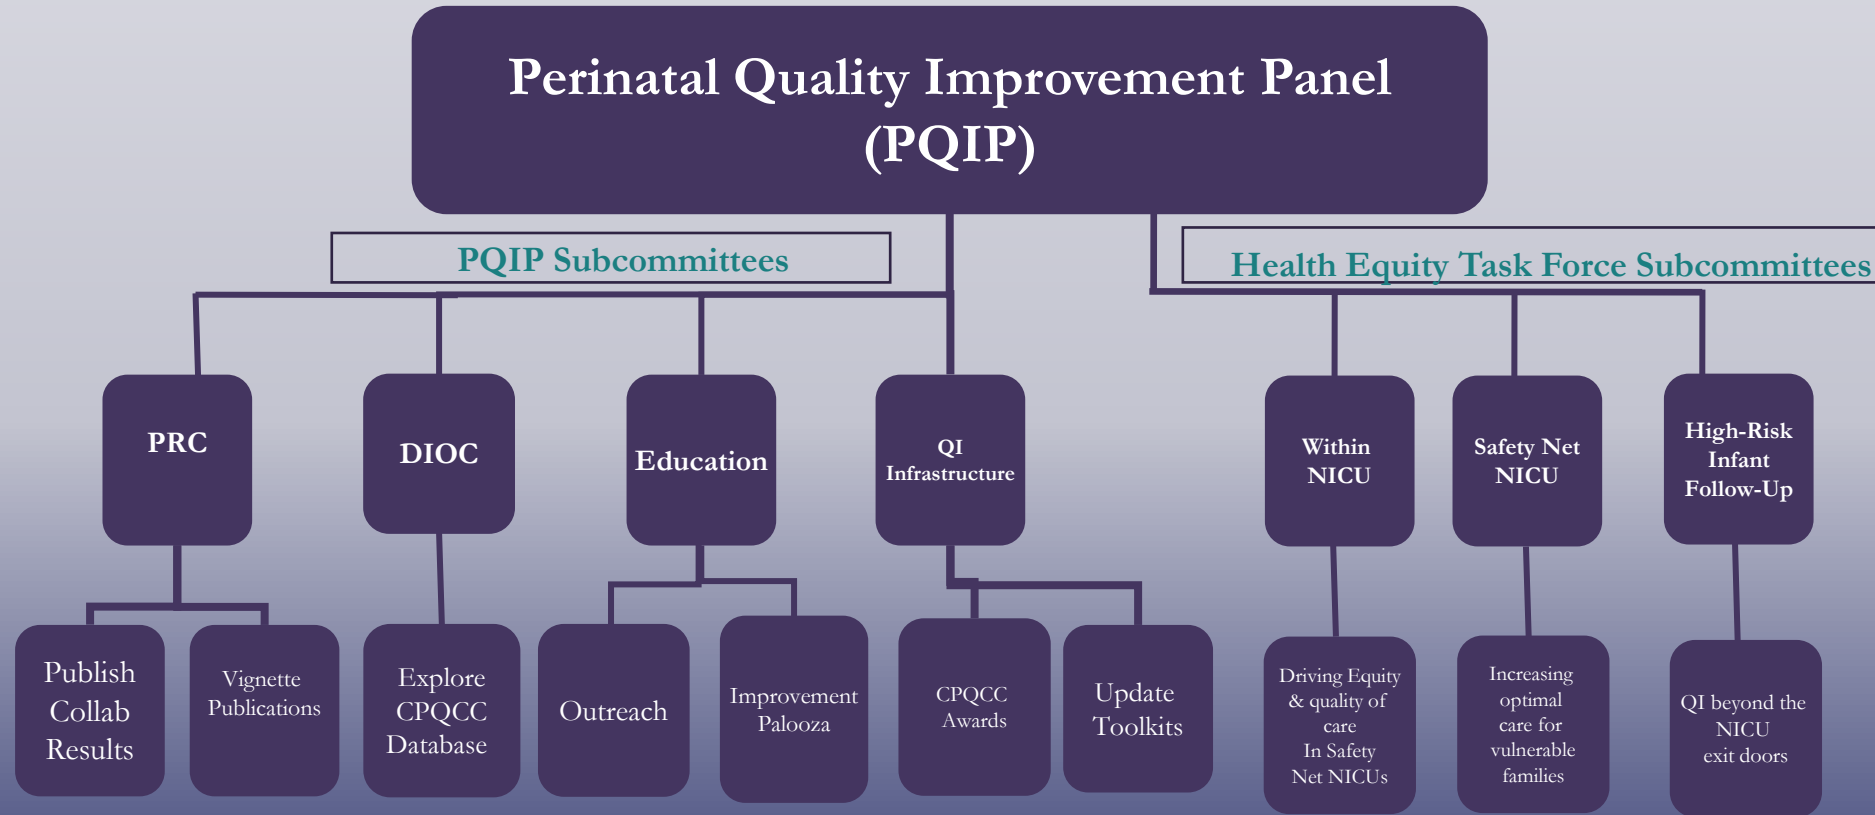 Perinatal Quality Improvement Panel
(PQIP)
PQIP Subcommittees
Health Equity Task Force Subcommittees
PRC
DIOC
Education
QI
Infrastructure
Within
NICU
Safety Net
NICU
High-Risk
Infant
Follow-Up
Publish
Collab
Results
Vignette
Publications
Explore
CPQCC
Database
Outreach
Improvement
Palooza
CPQCC
Awards
Update
Toolkits
Driving Equity
& quality of
care
In Safety
Net NICUs
Increasing
optimal
care for
vulnerable
families
QI beyond the
NICU
exit doors